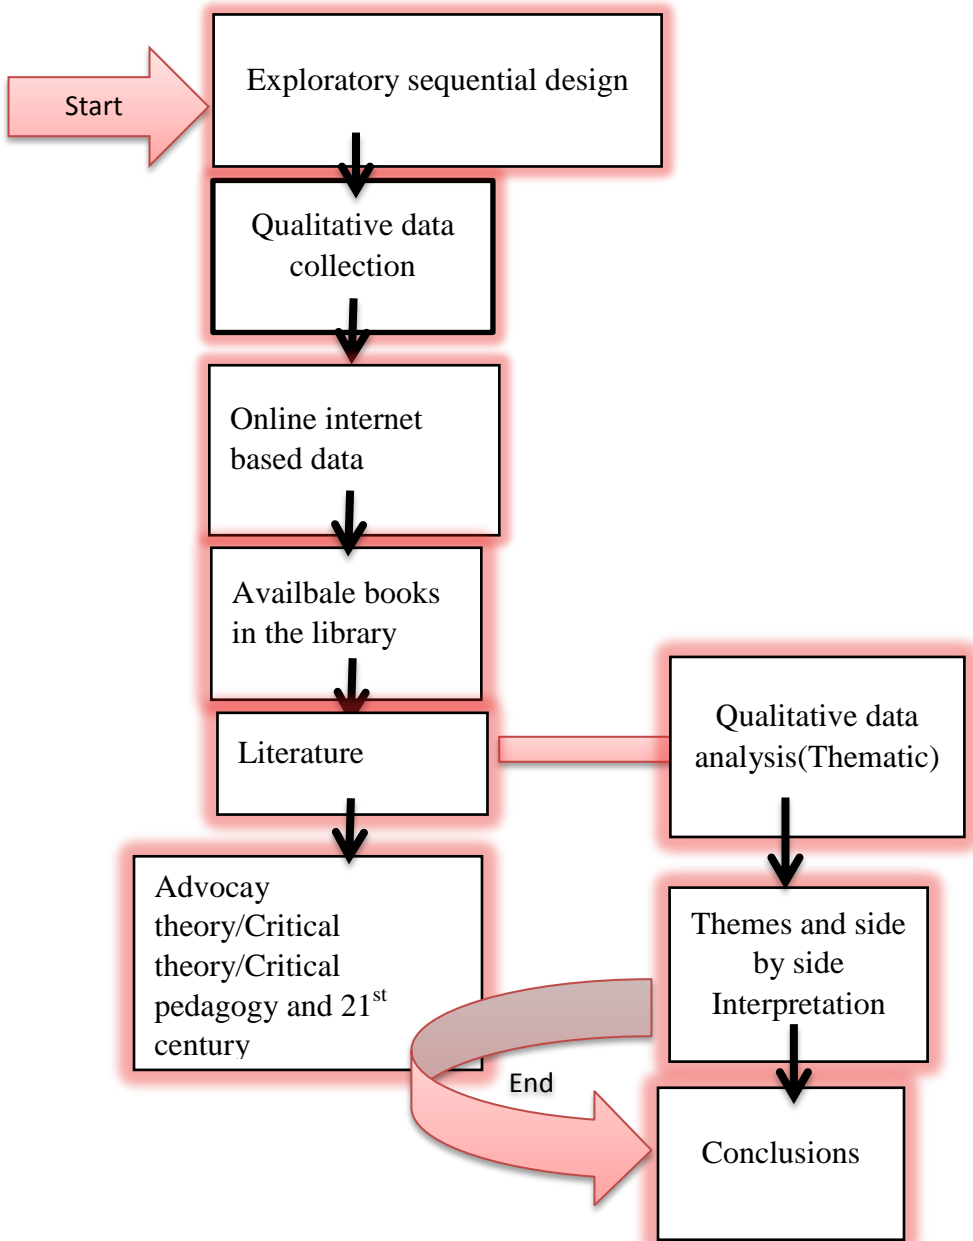 Start
Exploratory sequential design
Qualitative data
collection
Online internet
based data
Availbale books
in the library
Literature
Advocay
theory/Critical
theory/Critical
pedagogy and 21st
century
Qualitative data
analysis(Thematic)
Themes and side
by side
Interpretation
End
Conclusions